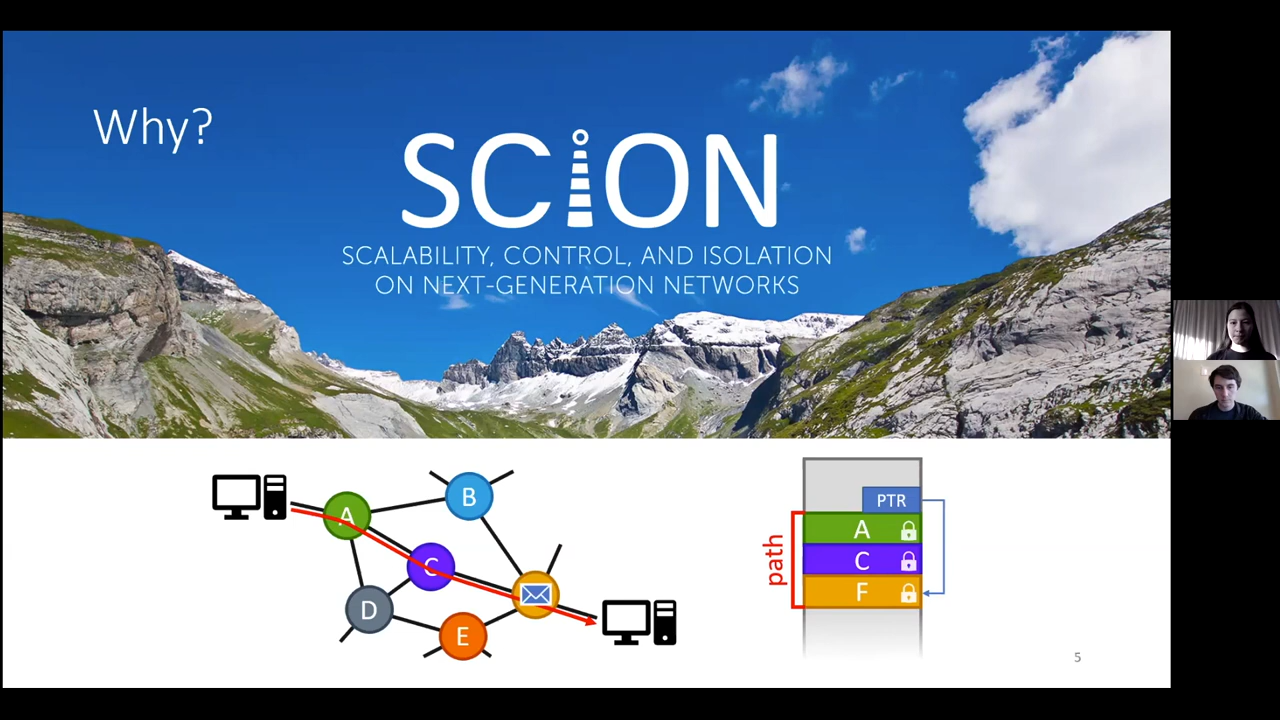 Why?
SCION
SCALABILITY, CONTROL, AND ISOLATION
ON NEXT-GENERATION NETWORKS
A
B
C
D
E
PTR
path
A
C
F
5